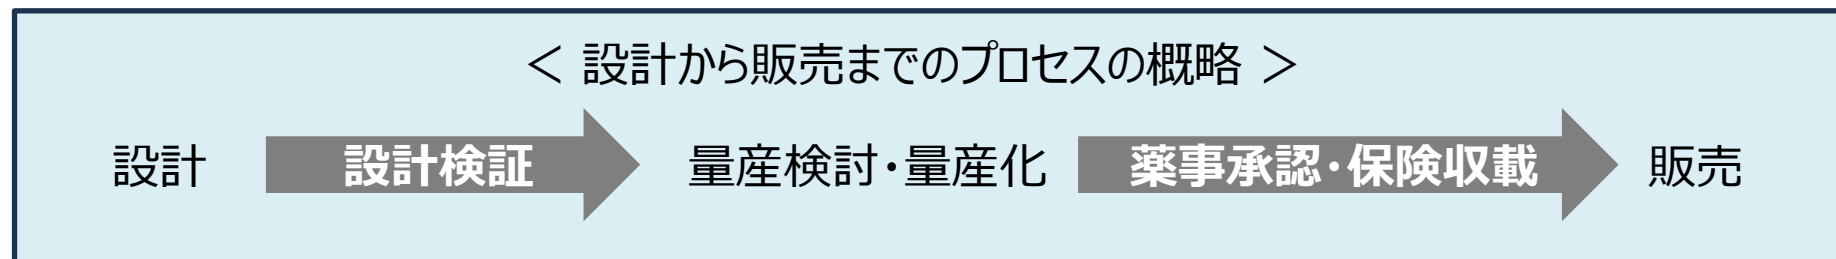 ＜ 設計から販売までのプロセスの概略 ＞
設計 設計検証 量産検討・量産化 薬事承認・保険収載 販売